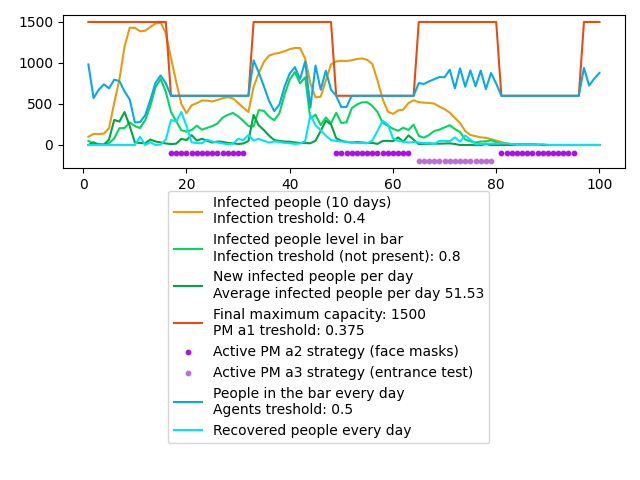 1500
1000
500
0
0
20
40
60
80
100
Infected people (10 days)
Infection treshold: 0.4
Infected people level in bar
Infection treshold (not present): 0.8
New infected people per day
Average infected people per day 51.53
Final maximum capacity: 1500
PM a1 treshold: 0.375
Active PM a2 strategy (face masks)
Active PM a3 strategy (entrance test)
People in the bar every day
Agents treshold: 0.5
Recovered people every day